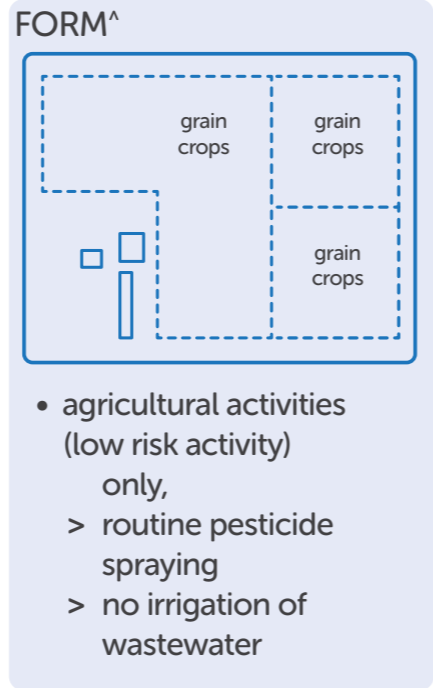 FORM^
grain
crops
grain
crops
grain
crops
• agricultural activities
(low risk activity)
only,
> routine pesticide
spraying
> no irrigation of
wastewater